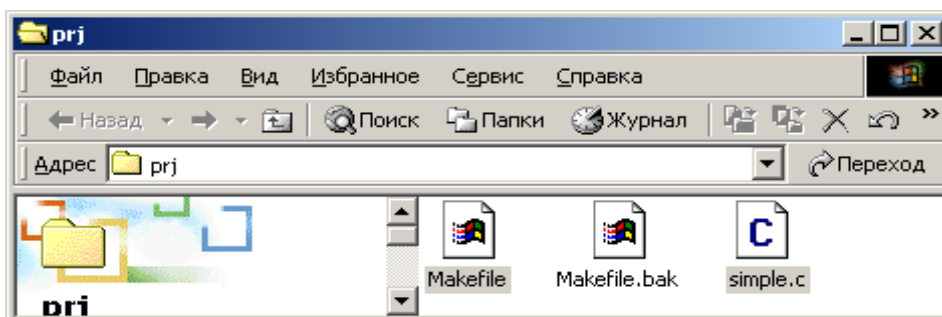 prj
Файл Правка Вид Избранное Сервис Справка
Назад Поиск Папки Журнал »
Адрес prj Переход
Makefile Makefile.bak simple.c
prj